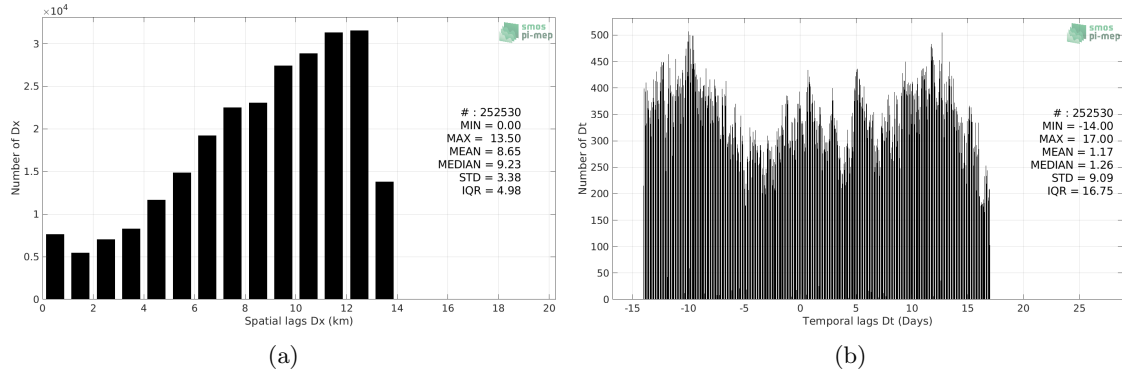 ×10⁴
3
2.5
2
1.5
1
0.5
0
Number of Dx
0 2 4 6 8 10 12 14 16 18 20
Spatial lags Dx (km)
smos
pi-mep
# : 252530
MIN = 0.00
MAX = 13.50
MEAN = 8.65
MEDIAN = 9.23
STD = 3.38
IQR = 4.98
(a)
500
450
400
350
300
250
200
150
100
50
0
Number of Dt
-15 -10 -5 0 5 10 15 20 25
Temporal lags Dt (Days)
smos
pi-mep
# : 252530
MIN = -14.00
MAX = 17.00
MEAN = 1.17
MEDIAN = 1.26
STD = 9.09
IQR = 16.75
(b)